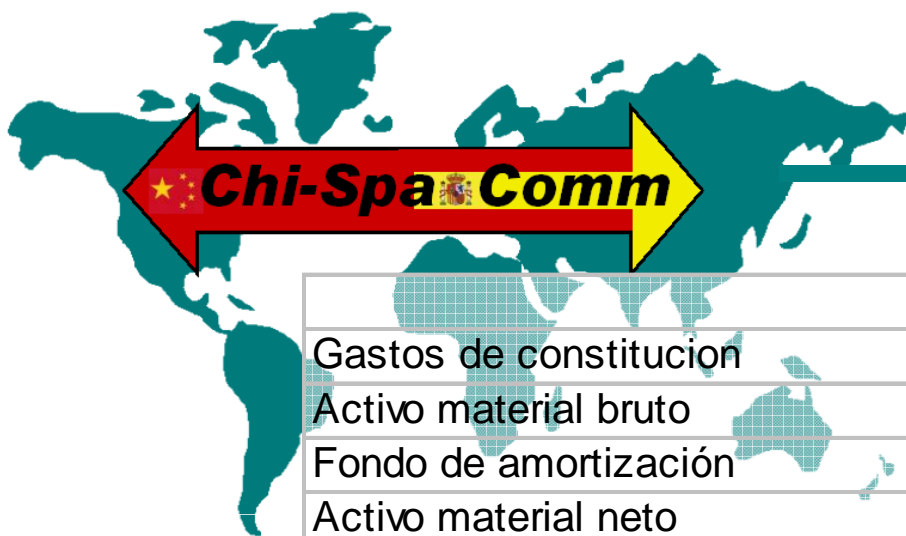 Chi-Spa Comm
Gastos de constitucion
Activo material bruto
Fondo de amortización
Activo material neto